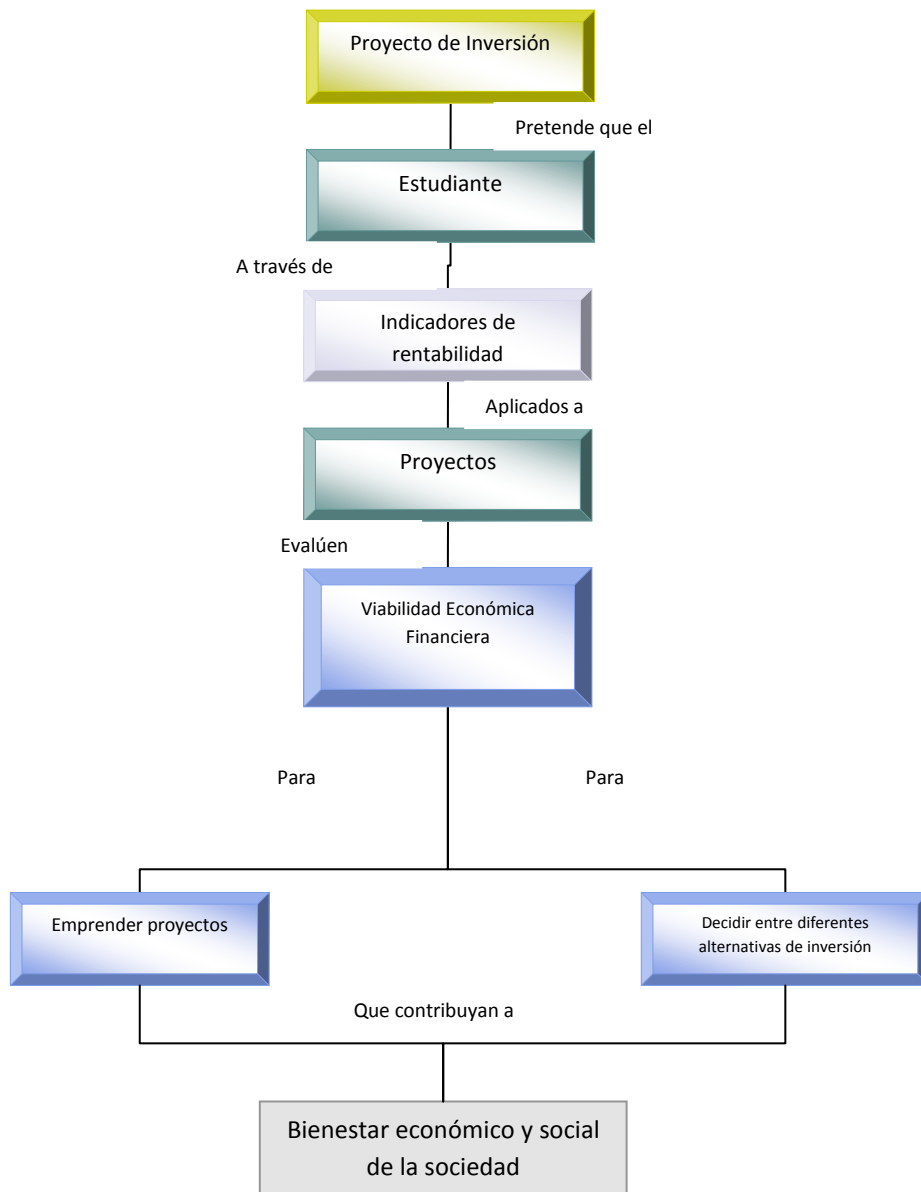 Proyecto de Inversión
Pretende que el
Estudiante
A través de
Indicadores de
rentabilidad
Aplicados a
Proyectos
Evalúen
Viabilidad Económica
Financiera
Para
Para
Emprender proyectos
Decidir entre diferentes
alternativas de inversión
Que contribuyan a
Bienestar económico y social
de la sociedad